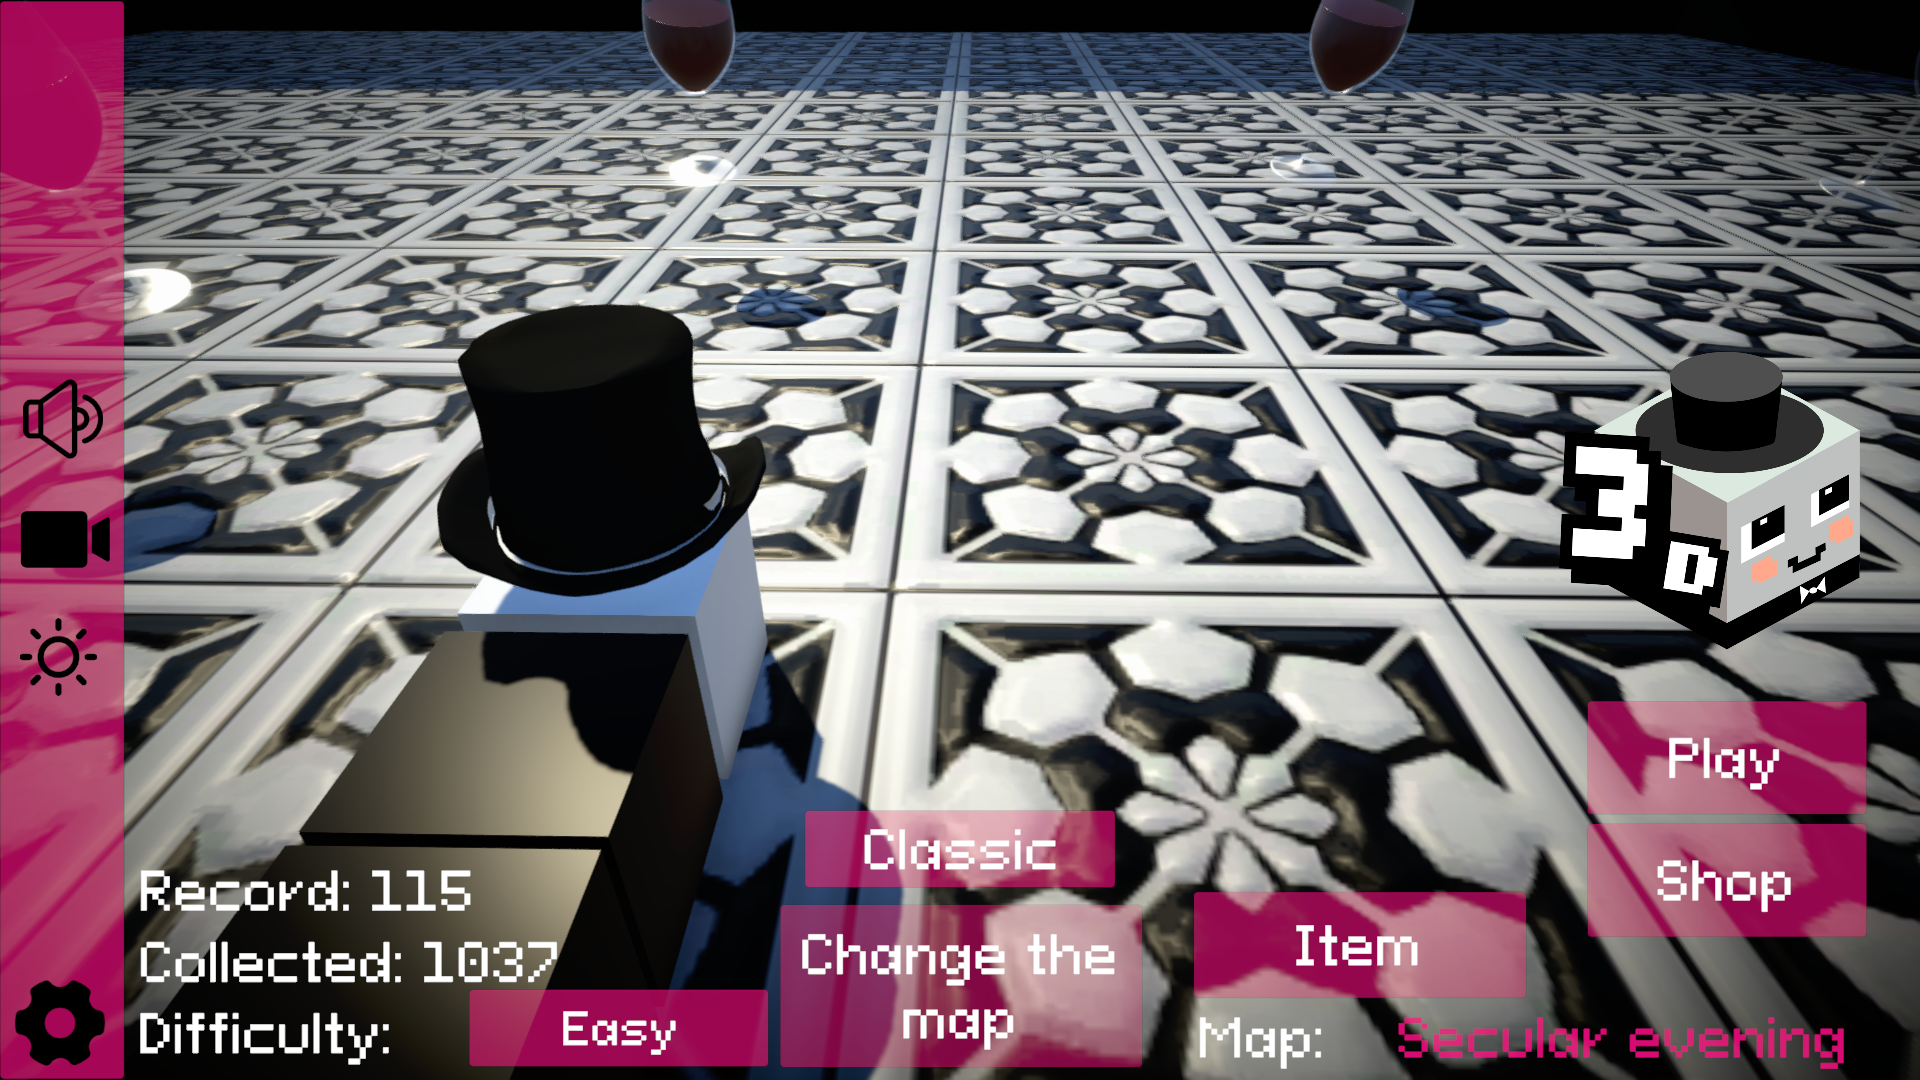 3D
Play
Shop
Classic
Change the
map
Item
Record: 115
Collected: 1037
Difficulty: Easy
Map: Secular evening